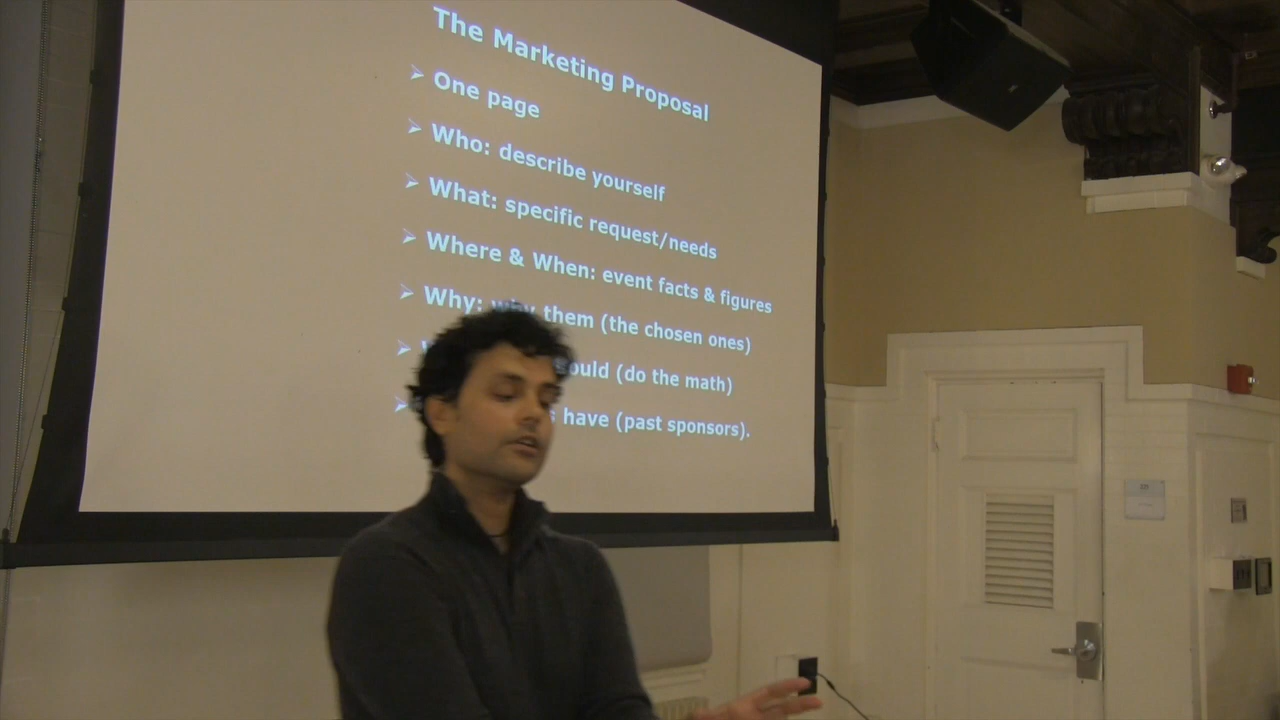 The Marketing Proposal
One page
Who: describe yourself
What: specific request/needs
Where & When: event facts & figures
Why: why them (the chosen ones)
would (do the math)
have (past sponsors).